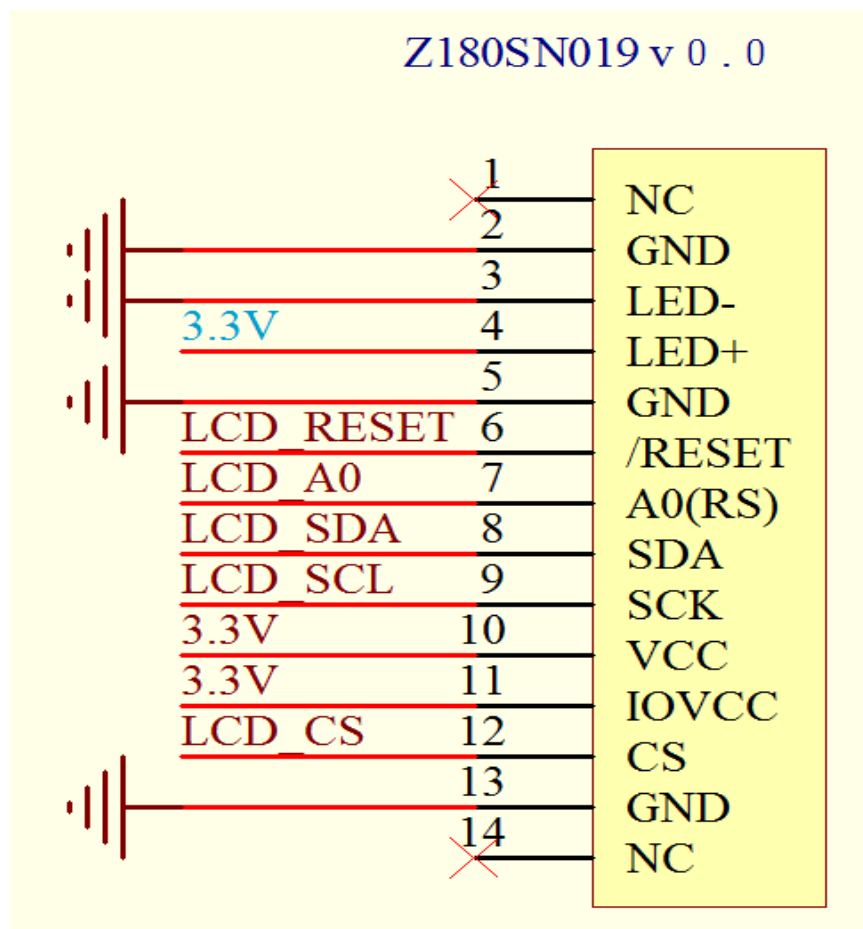 Z180SN019 v 0 . 0
1 NC
2 GND
3 LED-
3.3V 4 LED+
5 GND
LCD_RESET 6 /RESET
LCD_A0 7 A0(RS)
LCD_SDA 8 SDA
LCD_SCL 9 SCK
3.3V 10 VCC
3.3V 11 IOVCC
LCD_CS 12 CS
13 GND
14 NC